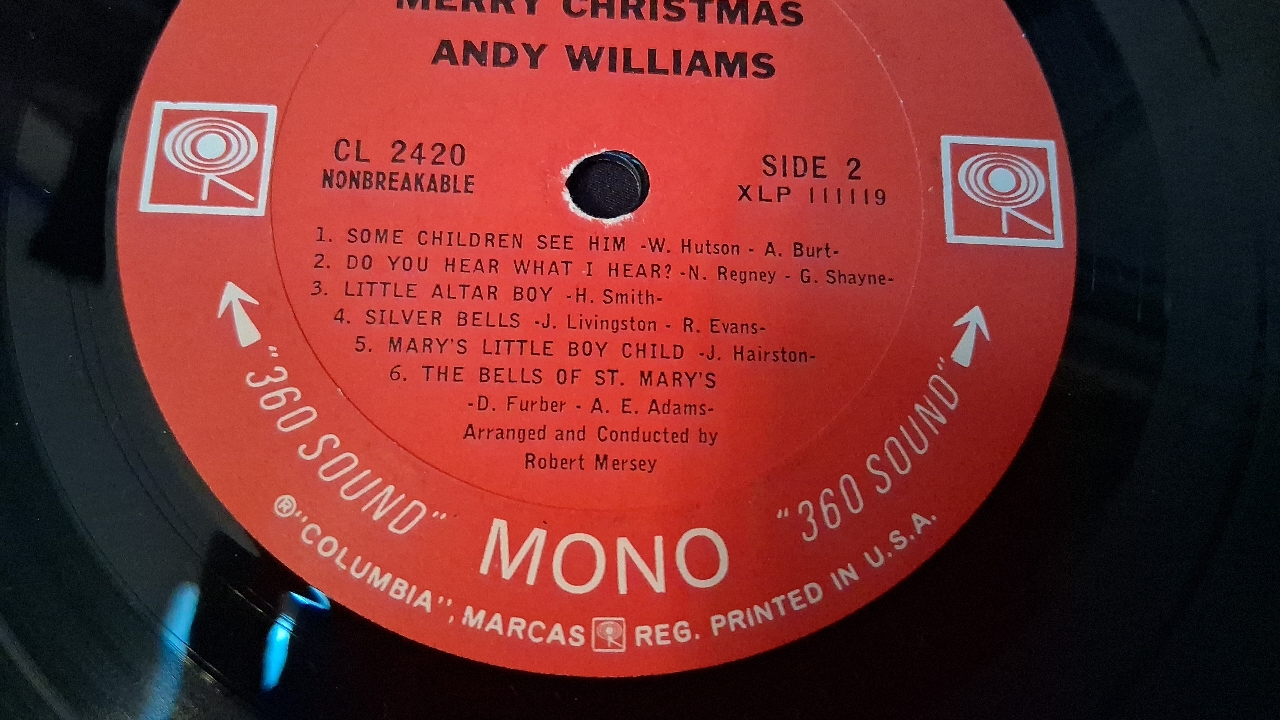 MERRY CHRISTMAS
ANDY WILLIAMS
CL 2420
NONBREAKABLE
SIDE 2
XLP 111119
1. SOME CHILDREN SEE HIM -W. Hutson - A. Burt-
2. DO YOU HEAR WHAT I HEAR? -N. Regney - G. Shayne-
3. LITTLE ALTAR BOY -H. Smith-
4. SILVER BELLS -J. Livingston - R. Evans-
5. MARY'S LITTLE BOY CHILD -J. Hairston-
6. THE BELLS OF ST. MARY'S
-D. Furber - A. E. Adams-
Arranged and Conducted by
Robert Mersey
"360 SOUND" MONO "360 SOUND"
®"COLUMBIA", MARCAS REG. PRINTED IN U.S.A.